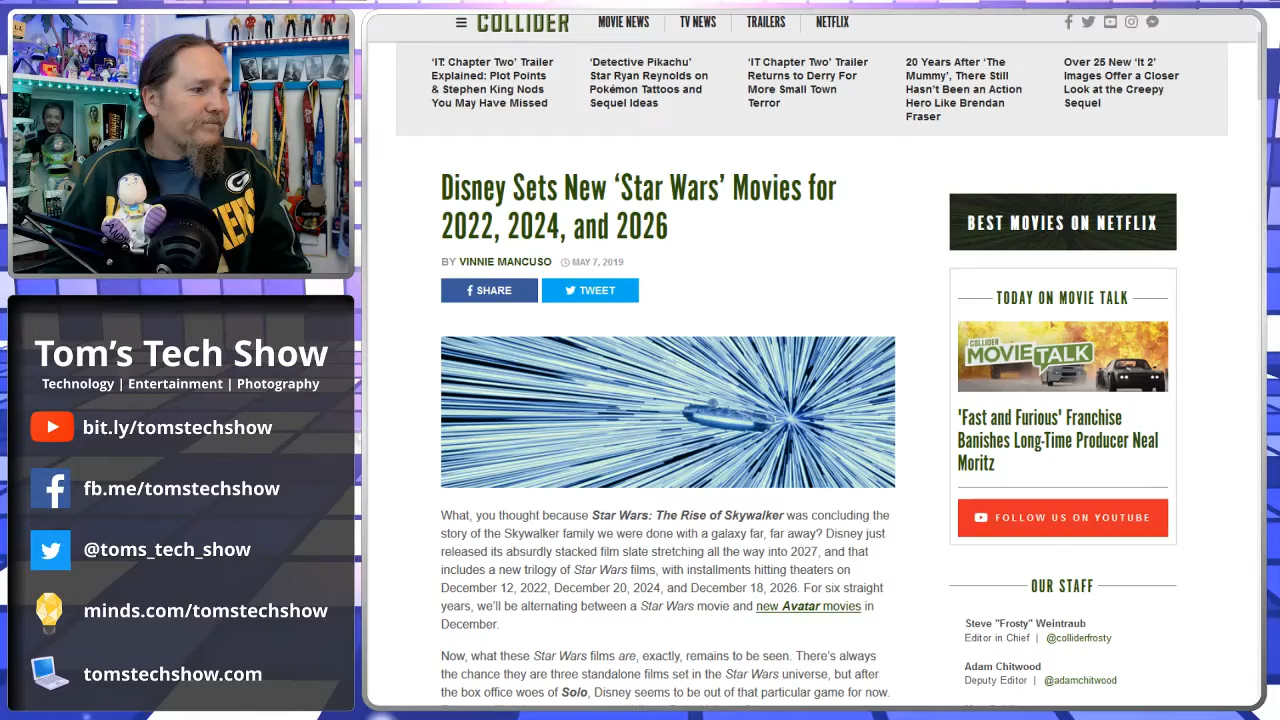 COLLIDER
MOVIE NEWS
TV NEWS
TRAILERS
NETFLIX
'IT: Chapter Two' Trailer
Explained: Plot Points
& Stephen King Nods
You May Have Missed
'Detective Pikachu'
Star Ryan Reynolds on
Pokémon Tattoos and
Sequel Ideas
'IT Chapter Two' Trailer
Returns to Derry For
More Small Town
Terror
20 Years After 'The
Mummy', There Still
Hasn't Been an Action
Hero Like Brendan
Fraser
Over 25 New 'It 2'
Images Offer a Closer
Look at the Creepy
Sequel
Disney Sets New 'Star Wars' Movies for
2022, 2024, and 2026
BY VINNIE MANCUSO MAY 7, 2019
SHARE
TWEET
What, you thought because Star Wars: The Rise of Skywalker was concluding the
story of the Skywalker family we were done with a galaxy far, far away? Disney just
released its absurdly stacked film slate stretching all the way into 2027, and that
includes a new trilogy of Star Wars films, with installments hitting theaters on
December 12, 2022, December 20, 2024, and December 18, 2026. For six straight
years, we'll be alternating between a Star Wars movie and new Avatar movies in
December.
Now, what these Star Wars films are, exactly, remains to be seen. There's always
the chance they are three standalone films set in the Star Wars universe, but after
the box office woes of Solo, Disney seems to be out of that particular game for now.
BEST MOVIES ON NETFLIX
TODAY ON MOVIE TALK
COLLIDER
MOVIE TALK
'Fast and Furious' Franchise
Banishes Long-Time Producer Neal
Moritz
FOLLOW US ON YOUTUBE
OUR STAFF
Steve "Frosty" Weintraub
Editor in Chief | @colliderfrosty
Adam Chitwood
Deputy Editor | @adamchitwood
G
ANDY
Tom's Tech Show
Technology | Entertainment | Photography
bit.ly/tomstechshow
fb.me/tomstechshow
@toms_tech_show
minds.com/tomstechshow
tomstechshow.com